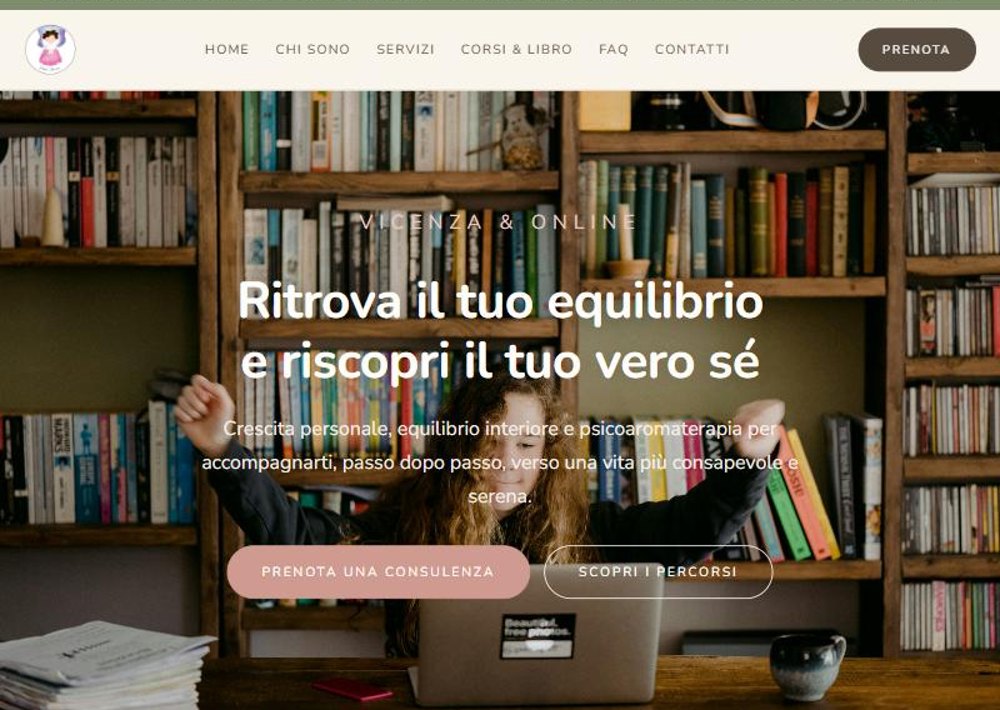 HOME CHI SONO SERVIZI CORSI & LIBRO FAQ CONTATTI PRENOTA
VICENZA & ONLINE
Ritrova il tuo equilibrio
e riscopri il tuo vero sé
Crescita personale, equilibrio interiore e psicoaromaterapia per
accompagnarti, passo dopo passo, verso una vita più consapevole e
serena.
PRENOTA UNA CONSULENZA SCOPRI I PERCORSI
Beautiful,
free photos.